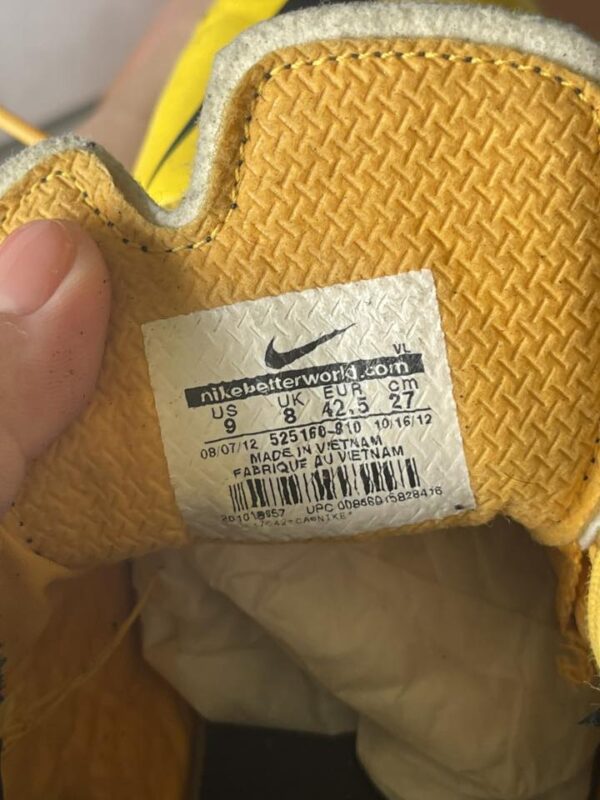 VL
nikebetterworld.com
US UK EUR cm
9 8 42.5 27
08/07/12 525160-810 10/16/12
MADE IN VIETNAM
FABRIQUE AU VIETNAM
UPC